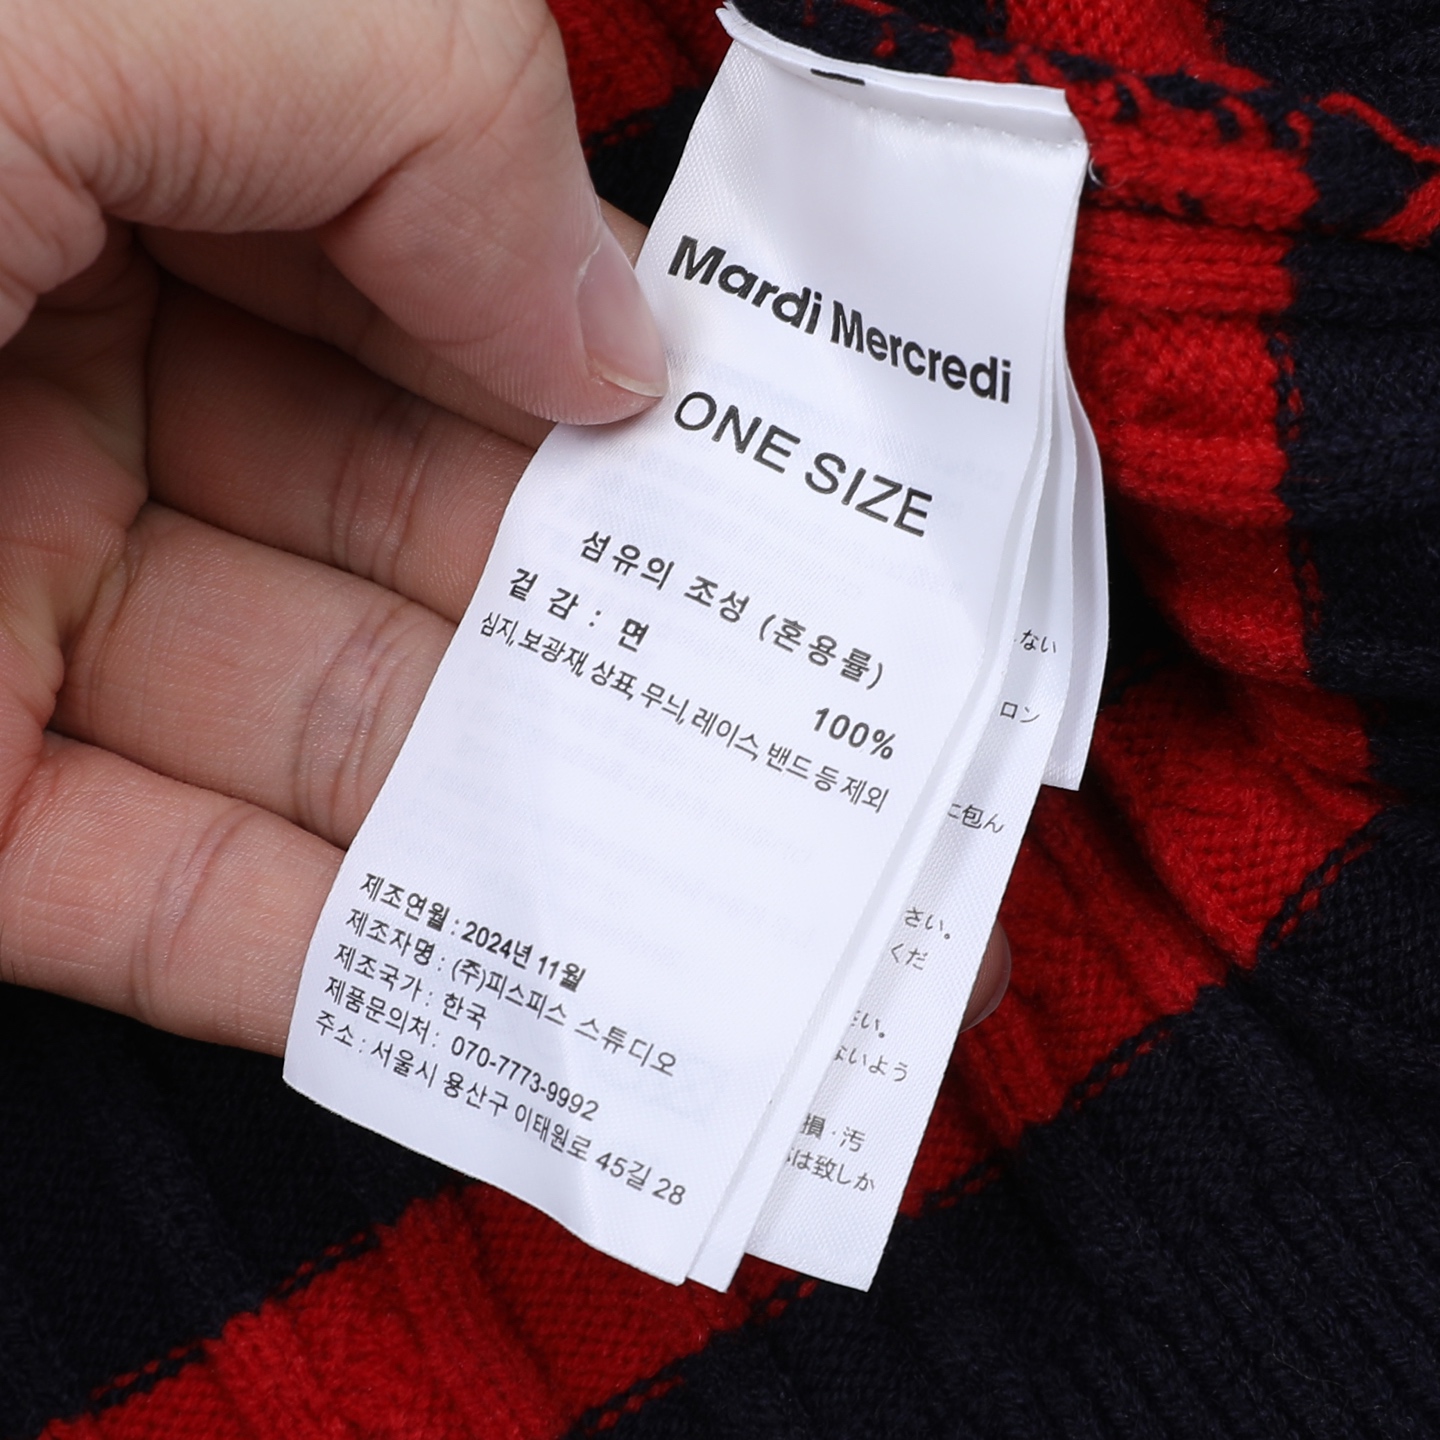 Mardi Mercredi
ONE SIZE
섬유의 조성 (혼용률)
겉 감 : 면 100%
심지, 보광재, 상표, 무늬, 레이스, 밴드 등 제외
제조연월 : 2024년 11월
제조자명 : (주)피스피스 스튜디오
제조국가 : 한국
제품문의처 : 070-7773-9992
주소 : 서울시 용산구 이태원로 45길 28
ない
ロン
に包ん
さい。
くだ
さい。
ないよう
損・汚
は致しか